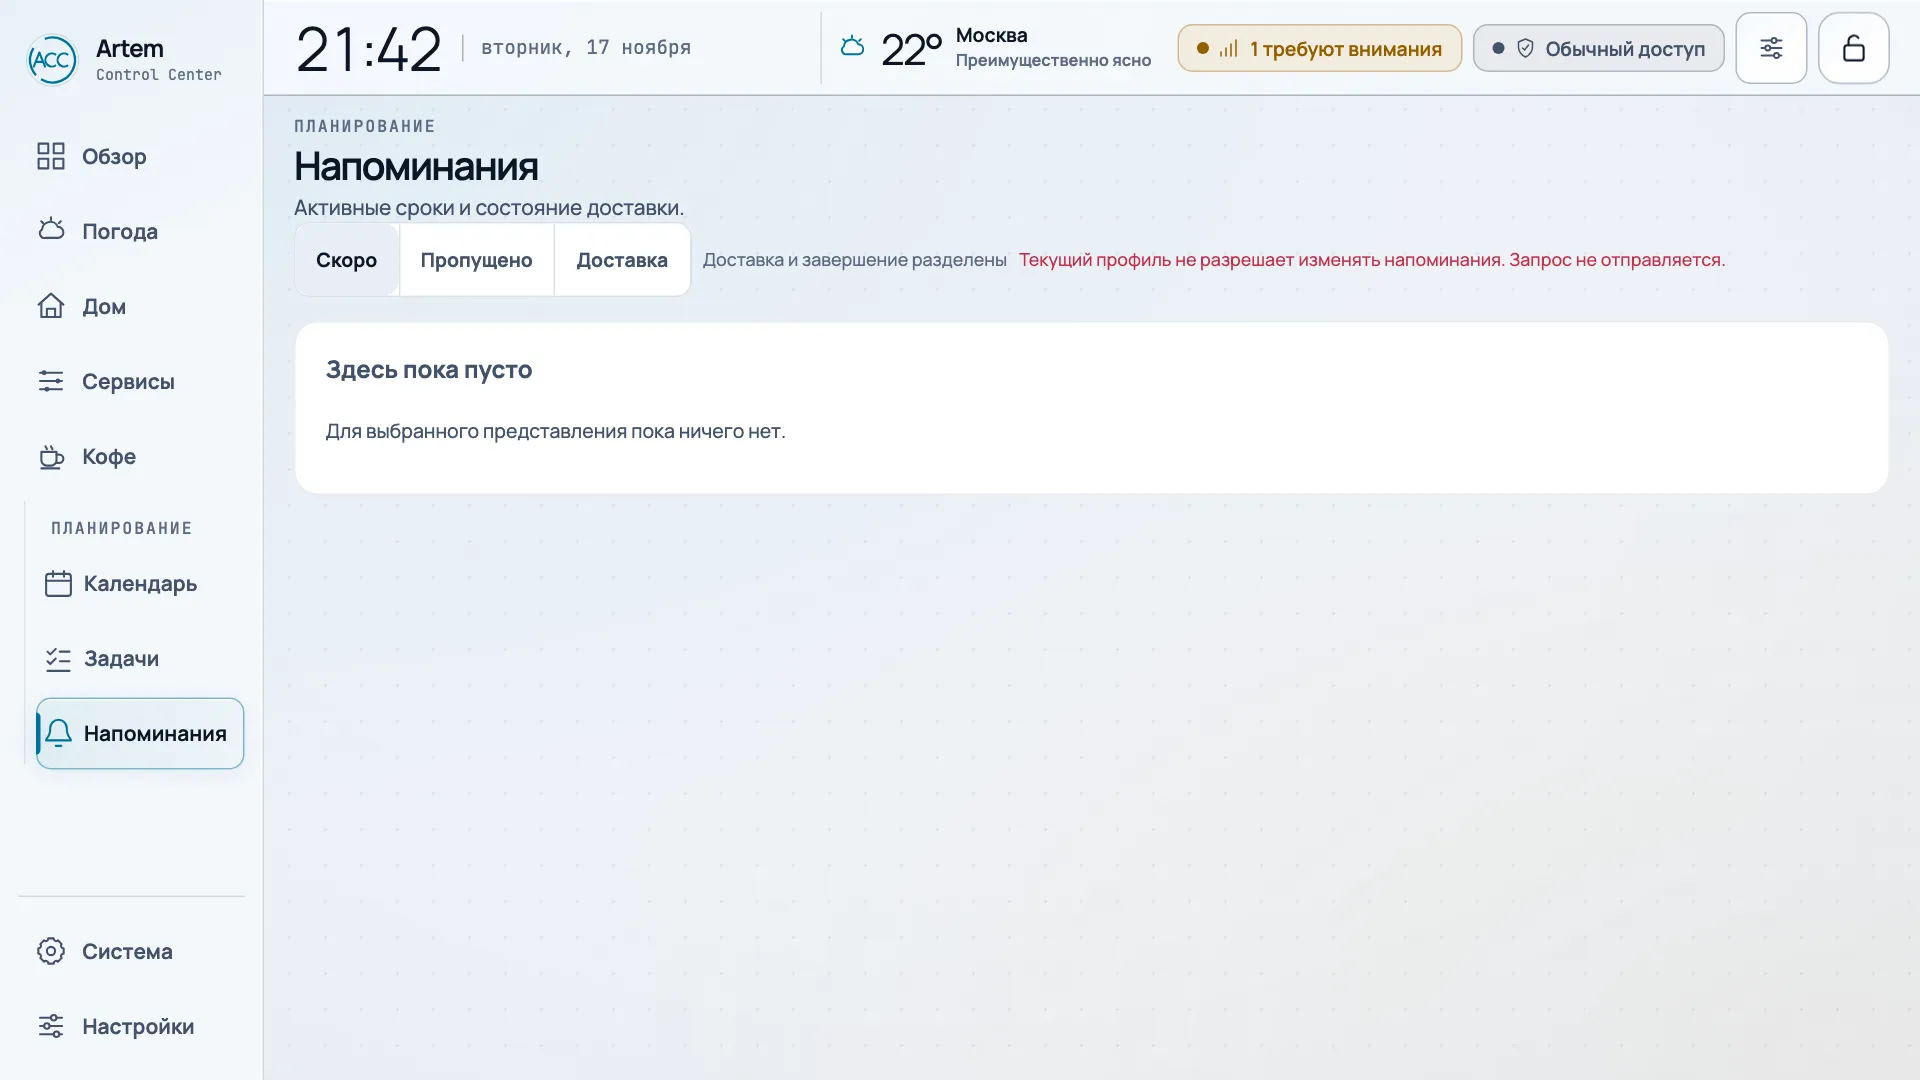 ACC
Artem
Control Center
Обзор
Погода
Дом
Сервисы
Кофе
ПЛАНИРОВАНИЕ
Календарь
Задачи
Напоминания
Система
Настройки
21:42
вторник, 17 ноября
22°
Москва
Преимущественно ясно
1 требуют внимания
Обычный доступ
ПЛАНИРОВАНИЕ
Напоминания
Активные сроки и состояние доставки.
Скоро
Пропущено
Доставка
Доставка и завершение разделены
Текущий профиль не разрешает изменять напоминания. Запрос не отправляется.
Здесь пока пусто
Для выбранного представления пока ничего нет.